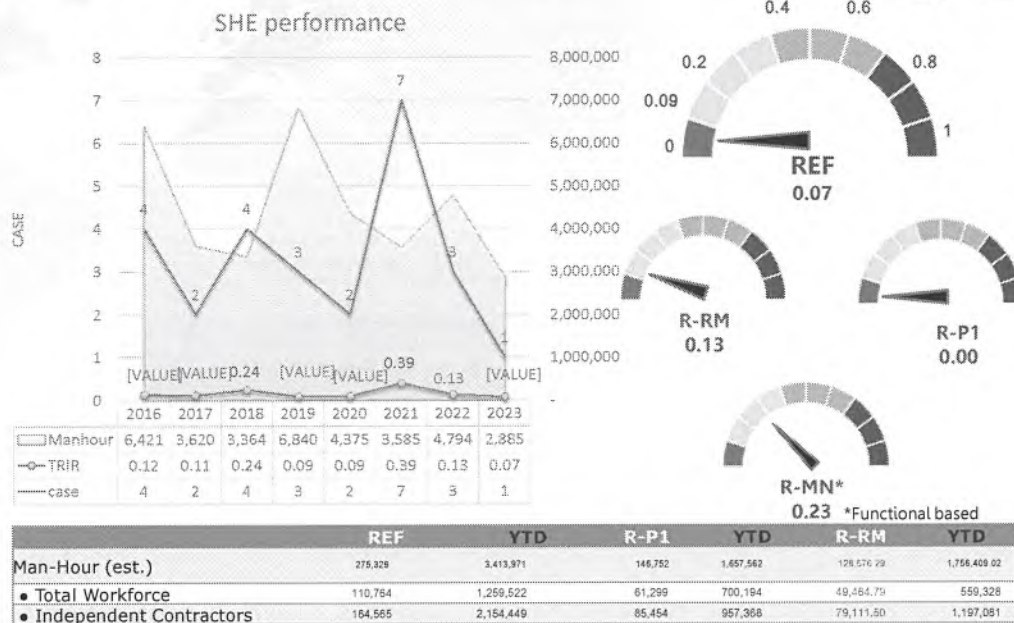 SHE performance
8 8,000,000
7 7 7,000,000
6 6,000,000
5 5,000,000
4 4 4 4,000,000
3 3 3 3,000,000
2 2 2 2,000,000
1 1 1,000,000
0 -
CASE
[VALUE] [VALUE] 0.24 [VALUE] [VALUE] 0.39 0.13 [VALUE]
2016 2017 2018 2019 2020 2021 2022 2023
Manhour 6,421 3,620 3,364 6,840 4,375 3,585 4,794 2,885
TRIR 0.12 0.11 0.24 0.09 0.09 0.39 0.13 0.07
case 4 2 4 3 2 7 3 1
0 0.09 0.2 0.4 0.6 0.8 1
REF
0.07
R-RM
0.13
R-P1
0.00
R-MN*
0.23 *Functional based
REF YTD R-P1 YTD R-RM YTD
Man-Hour (est.) 275,329 3,413,971 146,752 1,657,562 128,576.29 1,756,409.02
• Total Workforce 110,764 1,259,522 61,299 700,194 49,464.79 559,328
• Independent Contractors 164,565 2,154,449 85,454 957,368 79,111.50 1,197,081